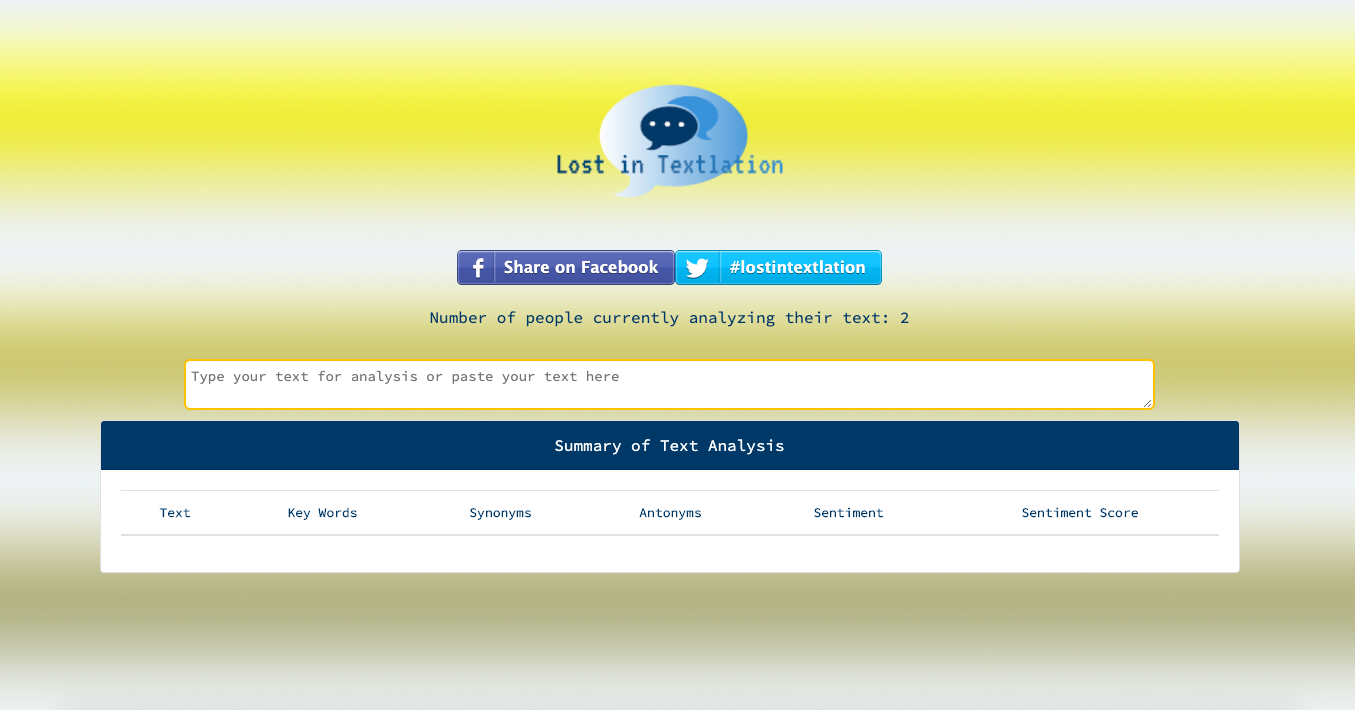 Lost in Textlation
Share on Facebook
#lostintextlation
Number of people currently analyzing their text: 2
Type your text for analysis or paste your text here
Summary of Text Analysis
Text Key Words Synonyms Antonyms Sentiment Sentiment Score